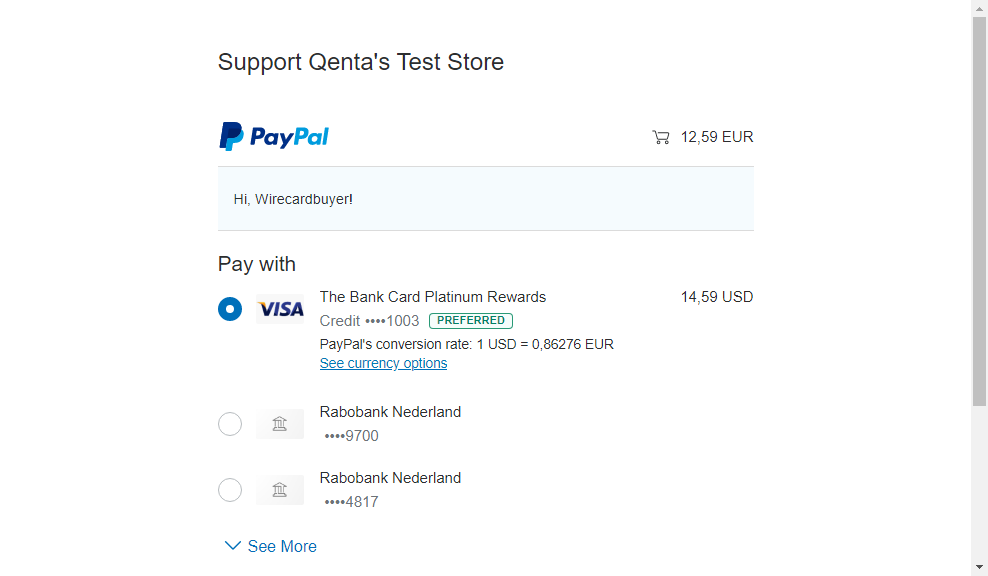 Support Qenta's Test Store
PayPal
12,59 EUR
Hi, Wirecardbuyer!
Pay with
VISA
The Bank Card Platinum Rewards
14,59 USD
Credit ••••1003 PREFERRED
PayPal's conversion rate: 1 USD = 0,86276 EUR
See currency options
Rabobank Nederland
••••9700
Rabobank Nederland
••••4817
See More